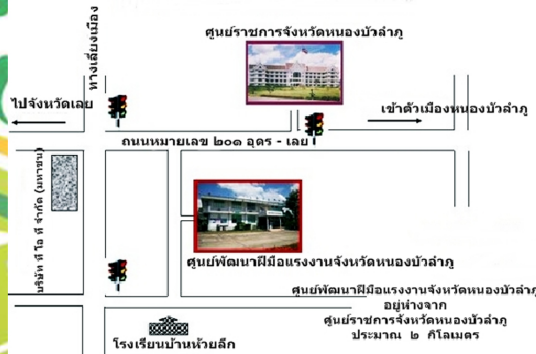 ทางเลี่ยงเมือง
ศูนย์ราชการจังหวัดหนองบัวลำภู
ไปจังหวัดเลย
เข้าตัวเมืองหนองบัวลำภู
ถนนหมายเลข ๒๐๑ อุดร - เลย
บริษัท ที โอ ที จำกัด (มหาชน)
ศูนย์พัฒนาฝีมือแรงงานจังหวัดหนองบัวลำภู
ศูนย์พัฒนาฝีมือแรงงานจังหวัดหนองบัวลำภู
อยู่ห่างจาก
ศูนย์ราชการจังหวัดหนองบัวลำภู
ประมาณ ๒ กิโลเมตร
โรงเรียนบ้านห้วยลึก